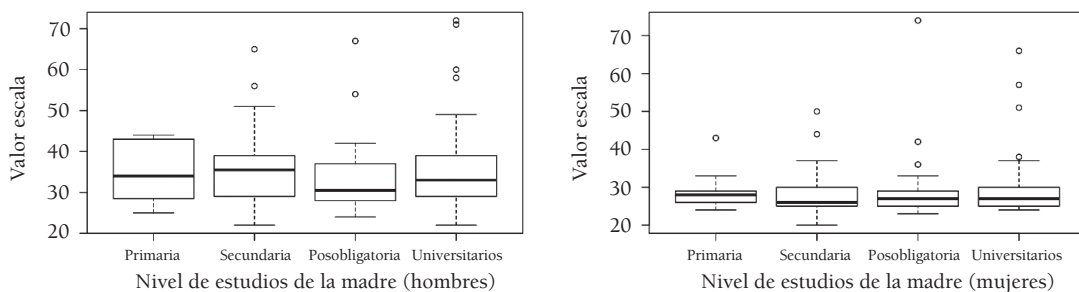 Valor escala
70
60
50
40
30
20
Primaria Secundaria Posobligatoria Universitarios
Nivel de estudios de la madre (hombres)
Valor escala
70
60
50
40
30
20
Primaria Secundaria Posobligatoria Universitarios
Nivel de estudios de la madre (mujeres)